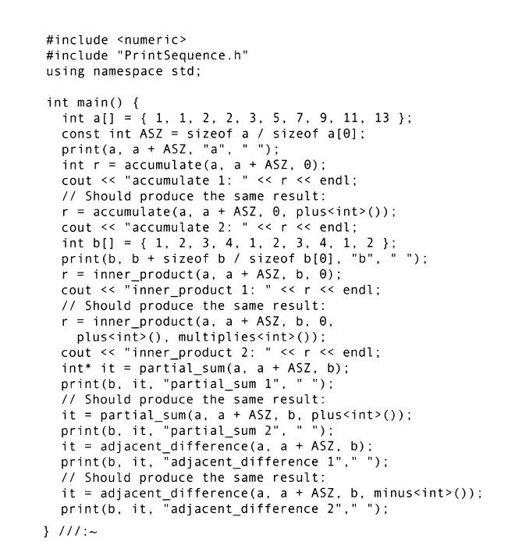 #include <numeric>
#include "PrintSequence.h"
using namespace std;
int main() {
int a[] = { 1, 1, 2, 2, 3, 5, 7, 9, 11, 13 };
const int ASZ = sizeof a / sizeof a[0];
print(a, a + ASZ, "a", " ");
int r = accumulate(a, a + ASZ, 0);
cout << "accumulate 1: " << r << endl;
// Should produce the same result:
r = accumulate(a, a + ASZ, 0, plus<int>());
cout << "accumulate 2: " << r << endl;
int b[] = { 1, 2, 3, 4, 1, 2, 3, 4, 1, 2 };
print(b, b + sizeof b / sizeof b[0], "b", " ");
r = inner_product(a, a + ASZ, b, 0);
cout << "inner_product 1: " << r << endl;
// Should produce the same result:
r = inner_product(a, a + ASZ, b, 0,
plus<int>(), multiplies<int>());
cout << "inner_product 2: " << r << endl;
int* it = partial_sum(a, a + ASZ, b);
print(b, it, "partial_sum 1", " ");
// Should produce the same result:
it = partial_sum(a, a + ASZ, b, plus<int>());
print(b, it, "partial_sum 2", " ");
it = adjacent_difference(a, a + ASZ, b);
print(b, it, "adjacent_difference 1"," ");
// Should produce the same result:
it = adjacent_difference(a, a + ASZ, b, minus<int>());
print(b, it, "adjacent_difference 2"," ");
} ///:~